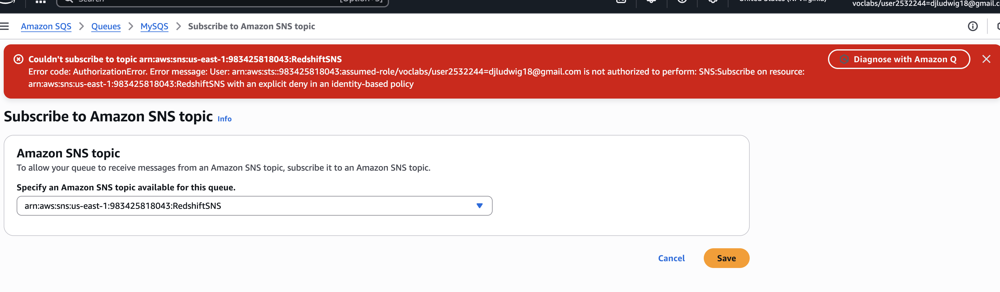 Search
[Option+S]
United States (N. Virginia)
voclabs/user2532244=djludwig18@gmail.c
Amazon SQS > Queues > MySQS > Subscribe to Amazon SNS topic
Couldn't subscribe to topic arn:aws:sns:us-east-1:983425818043:RedshiftSNS
Diagnose with Amazon Q
Error code: AuthorizationError. Error message: User: arn:aws:sts::983425818043:assumed-role/voclabs/user2532244=djludwig18@gmail.com is not authorized to perform: SNS:Subscribe on resource:
arn:aws:sns:us-east-1:983425818043:RedshiftSNS with an explicit deny in an identity-based policy
Subscribe to Amazon SNS topic Info
Amazon SNS topic
To allow your queue to receive messages from an Amazon SNS topic, subscribe it to an Amazon SNS topic.
Specify an Amazon SNS topic available for this queue.
arn:aws:sns:us-east-1:983425818043:RedshiftSNS
Cancel
Save